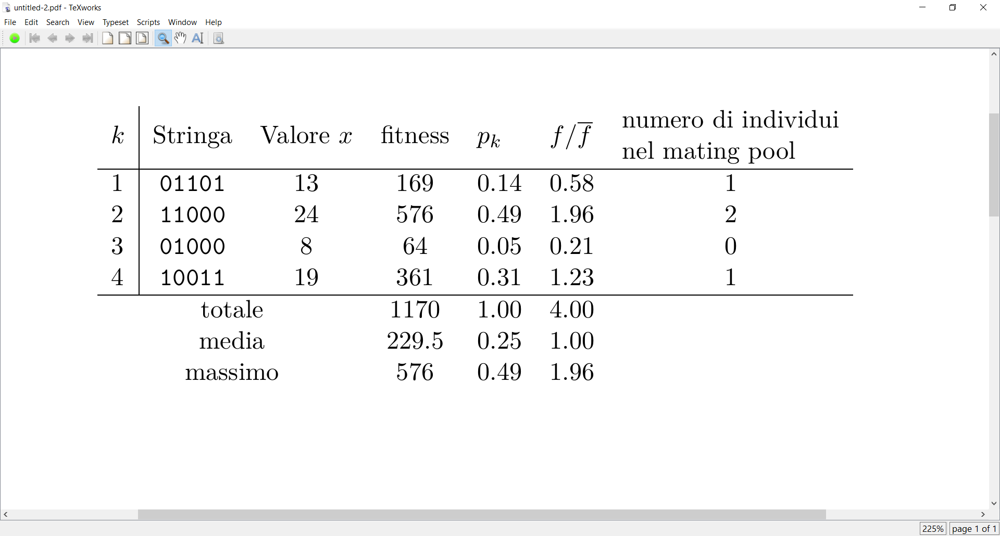 untitled-2.pdf - TeXworks
File Edit Search View Typeset Scripts Window Help
k Stringa Valore x fitness p_k f/f̅ numero di individui
nel mating pool
1 01101 13 169 0.14 0.58 1
2 11000 24 576 0.49 1.96 2
3 01000 8 64 0.05 0.21 0
4 10011 19 361 0.31 1.23 1
totale 1170 1.00 4.00
media 229.5 0.25 1.00
massimo 576 0.49 1.96
225% page 1 of 1